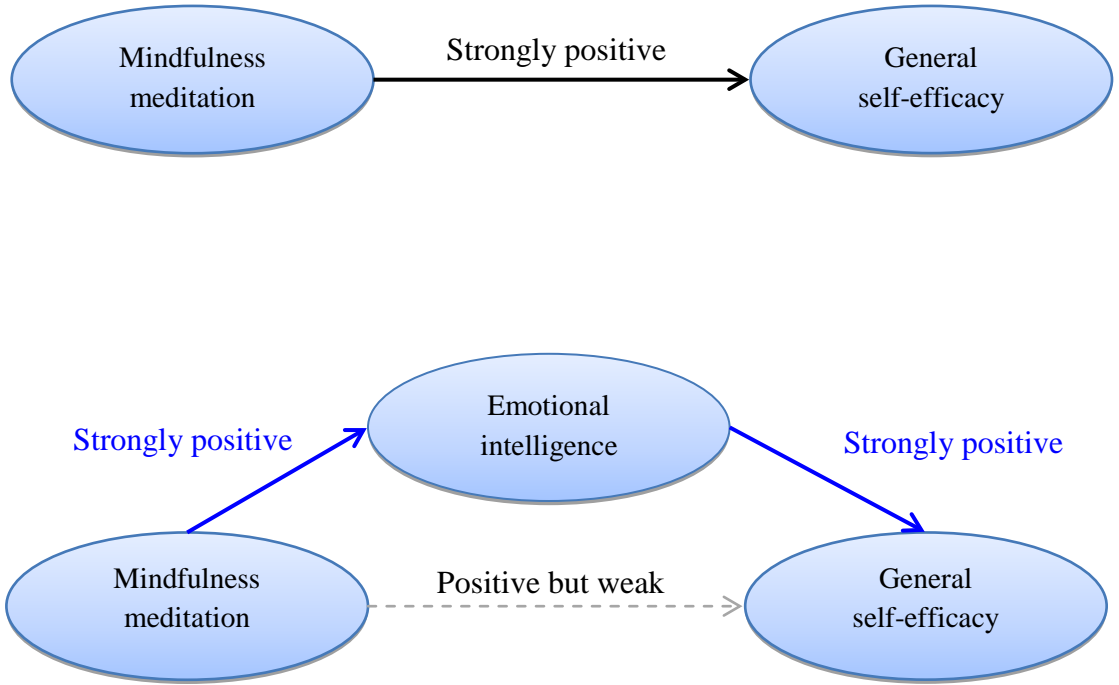 Mindfulness
meditation
Strongly positive
General
self-efficacy
Emotional
intelligence
Strongly positive
Strongly positive
Mindfulness
meditation
Positive but weak
General
self-efficacy